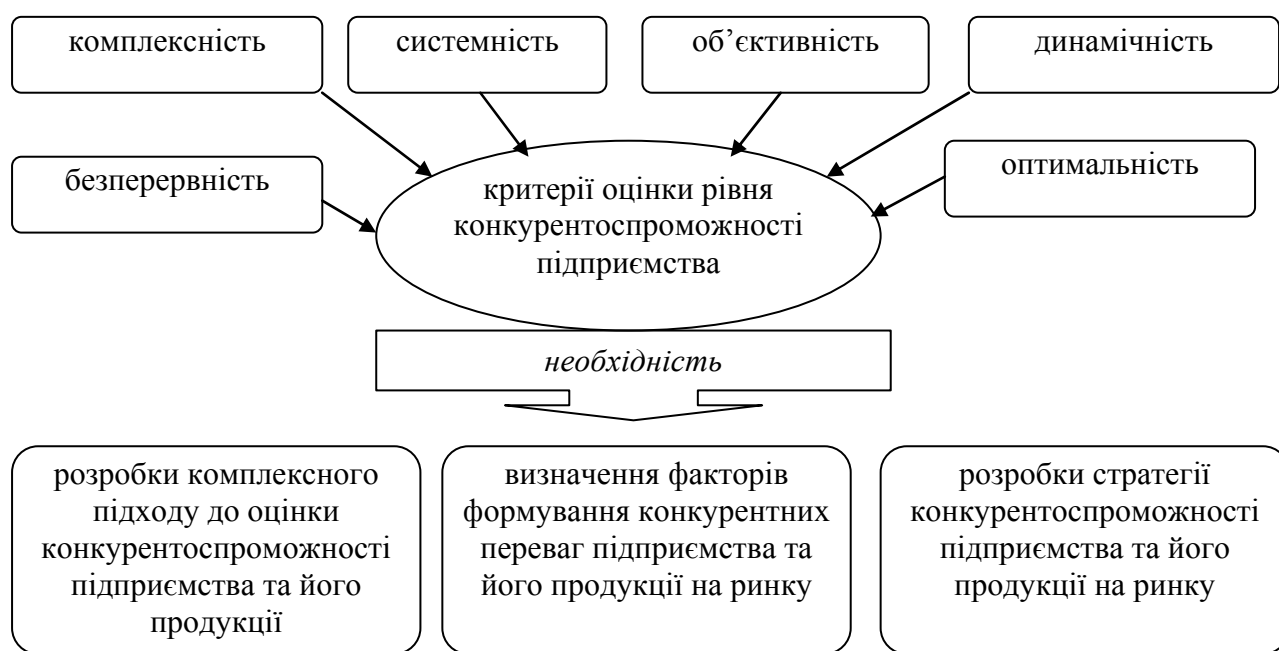 комплексність
системність
об’єктивність
динамічність
безперервність
оптимальність
критерії оцінки рівня
конкурентоспроможності
підприємства
необхідність
розробки комплексного
підходу до оцінки
конкурентоспроможності
підприємства та його
продукції
визначення факторів
формування конкурентних
переваг підприємства та
його продукції на ринку
розробки стратегії
конкурентоспроможності
підприємства та його
продукції на ринку